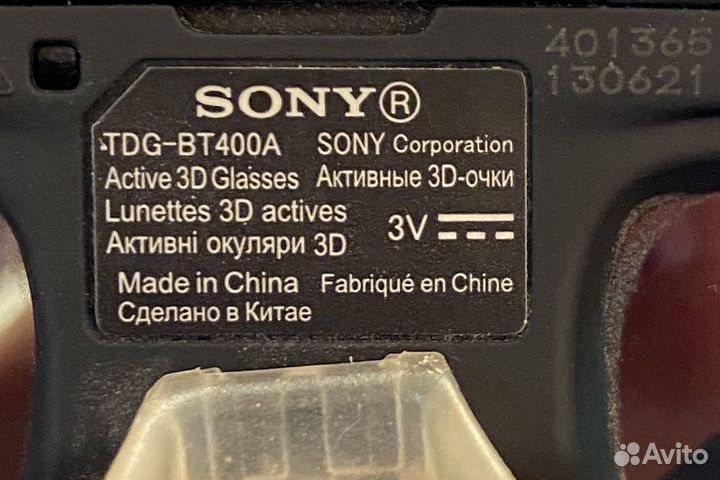 SONY®
TDG-BT400A SONY Corporation
Active 3D Glasses Активные 3D-очки
Lunettes 3D actives
Активні окуляри 3D
3V
Made in China Fabriqué en Chine
Сделано в Китае
401365
130621
Avito